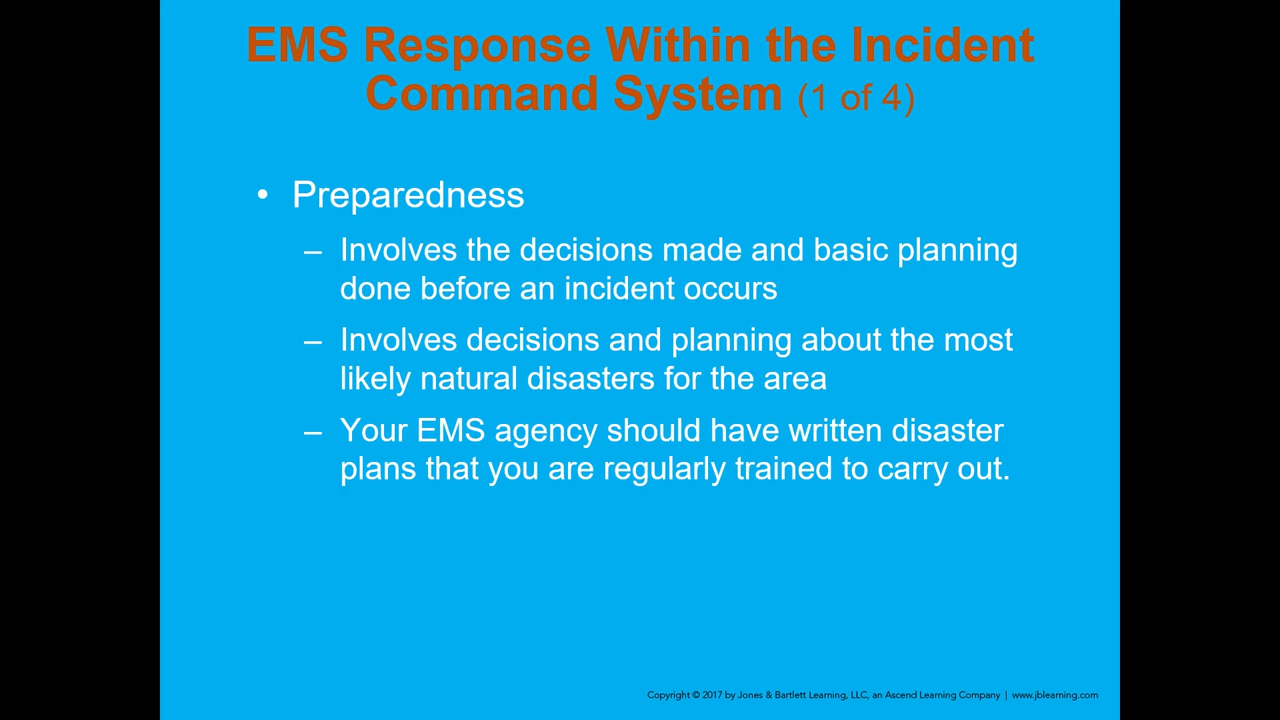 EMS Response Within the Incident
Command System (1 of 4)
• Preparedness
– Involves the decisions made and basic planning
done before an incident occurs
– Involves decisions and planning about the most
likely natural disasters for the area
– Your EMS agency should have written disaster
plans that you are regularly trained to carry out.
Copyright © 2017 by Jones & Bartlett Learning, LLC, an Ascend Learning Company | www.jblearning.com